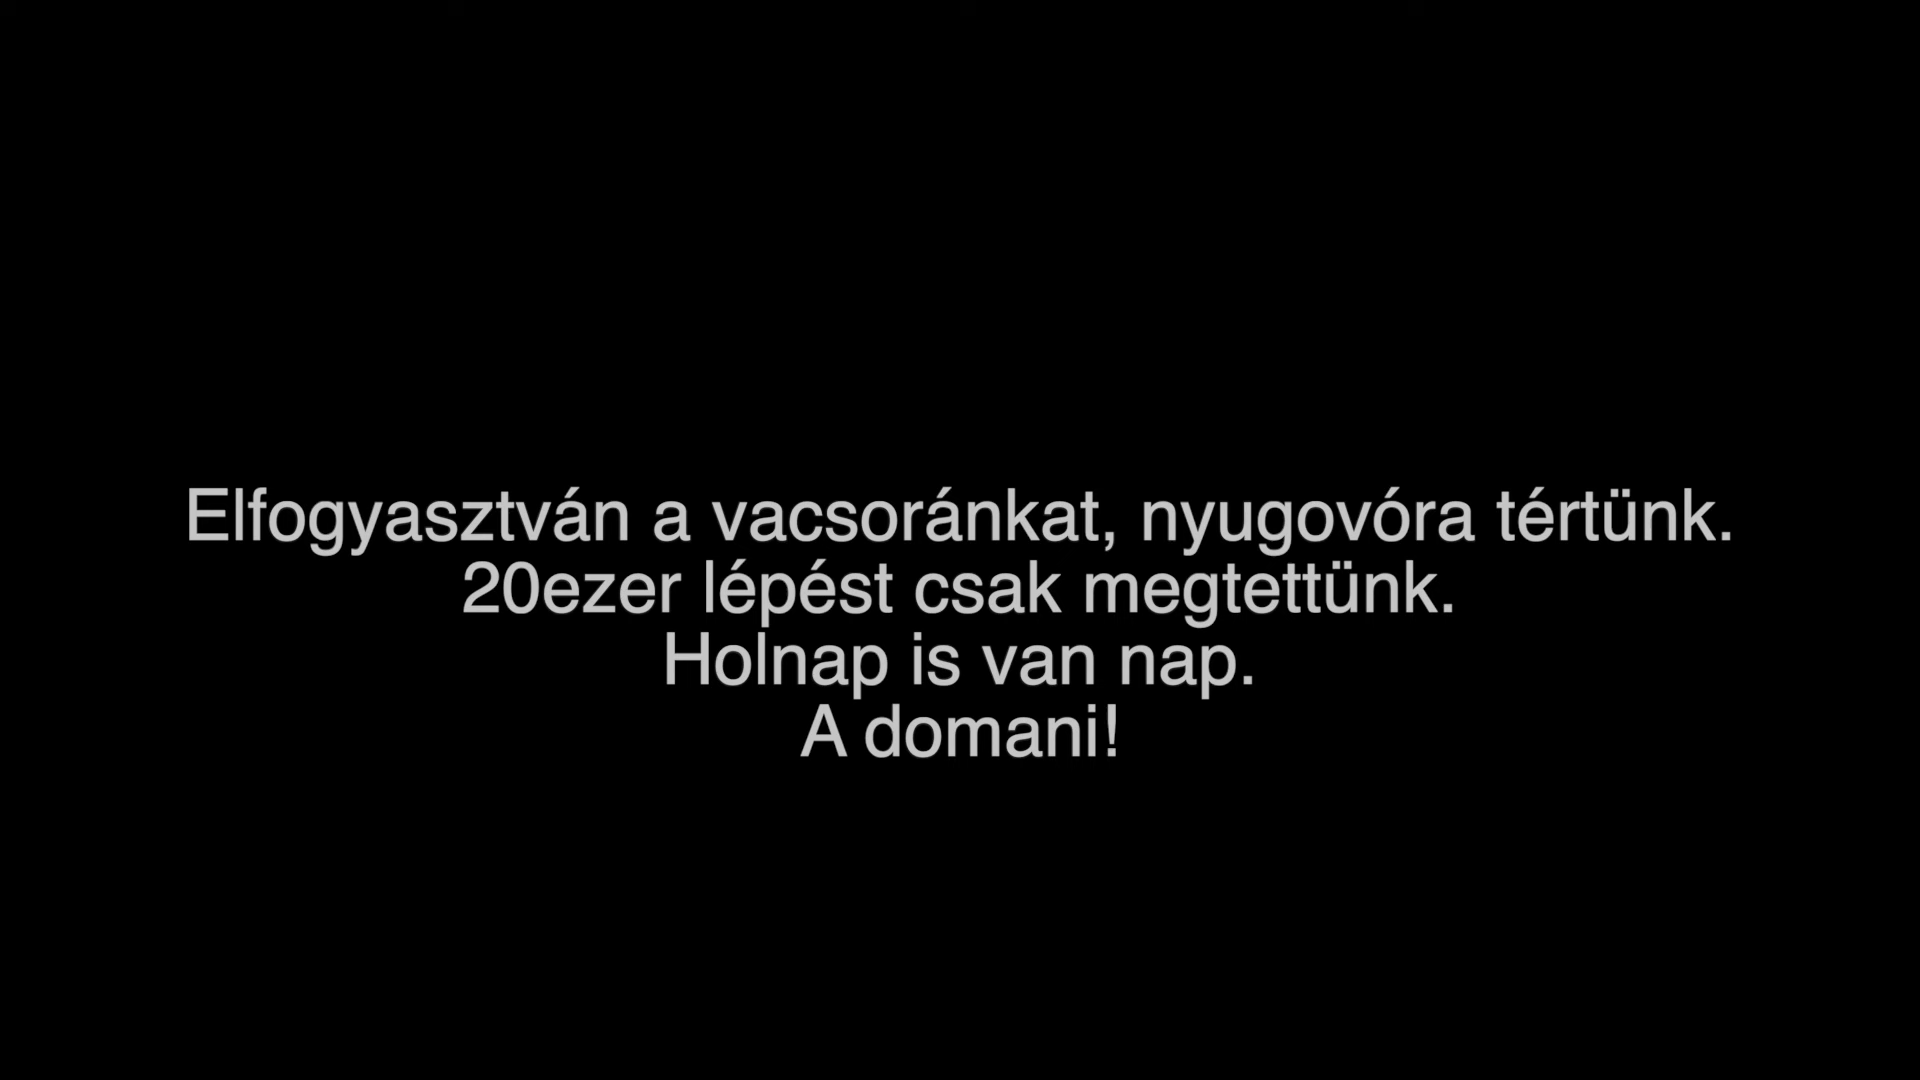 Elfogyasztván a vacsoránkat, nyugovóra tértünk.
20ezer lépést csak megtettünk.
Holnap is van nap.
A domani!